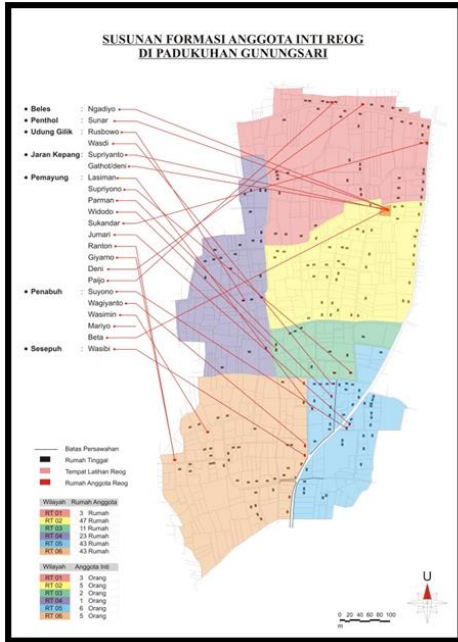 SUSUNAN FORMASI ANGGOTA INTI REOG
DI PADUKUHAN GUNUNGSARI
• Beles : Ngadiyo
• Penthol : Sunar
• Udung Gilik : Rusbowo
Wasdi
• Jaran Kepang : Supriyanto
Gathot/deni
• Pemayung : Lasiman
Supriyono
Parman
Widodo
Sukandar
Jumari
Ranton
Giyarno
Deni
Paijo
• Penabuh : Suyono
Wagiyanto
Wasimin
Mariyo
Beta
• Sesepuh : Wasibi
Batas Persawahan
Rumah Tinggal
Tempat Latihan Reog
Rumah Anggota Reog
Wilayah Rumah Anggota
RT 01 3 Rumah
RT 02 47 Rumah
RT 03 11 Rumah
RT 04 23 Rumah
RT 05 43 Rumah
RT 06 43 Rumah
Wilayah Anggota Inti
RT 01 3 Orang
RT 02 5 Orang
RT 03 2 Orang
RT 04 1 Orang
RT 05 6 Orang
RT 06 5 Orang
U
0 20 40 60 80 100
m